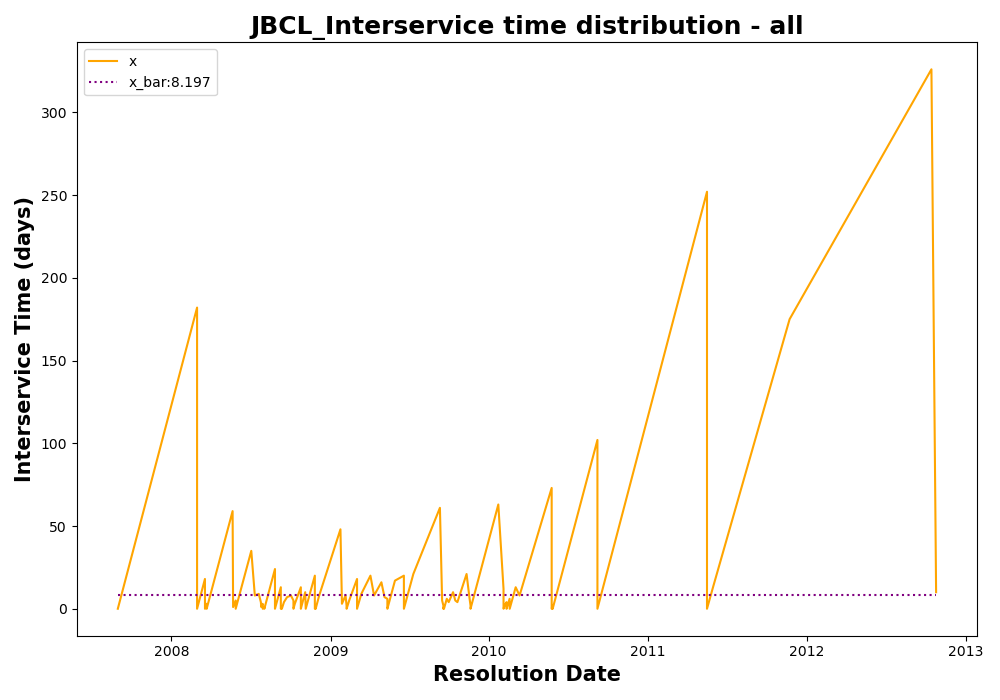 JBCL_Interservice time distribution - all
x
x_bar:8.197
Interservice Time (days)
300
250
200
150
100
50
0
2008 2009 2010 2011 2012 2013
Resolution Date